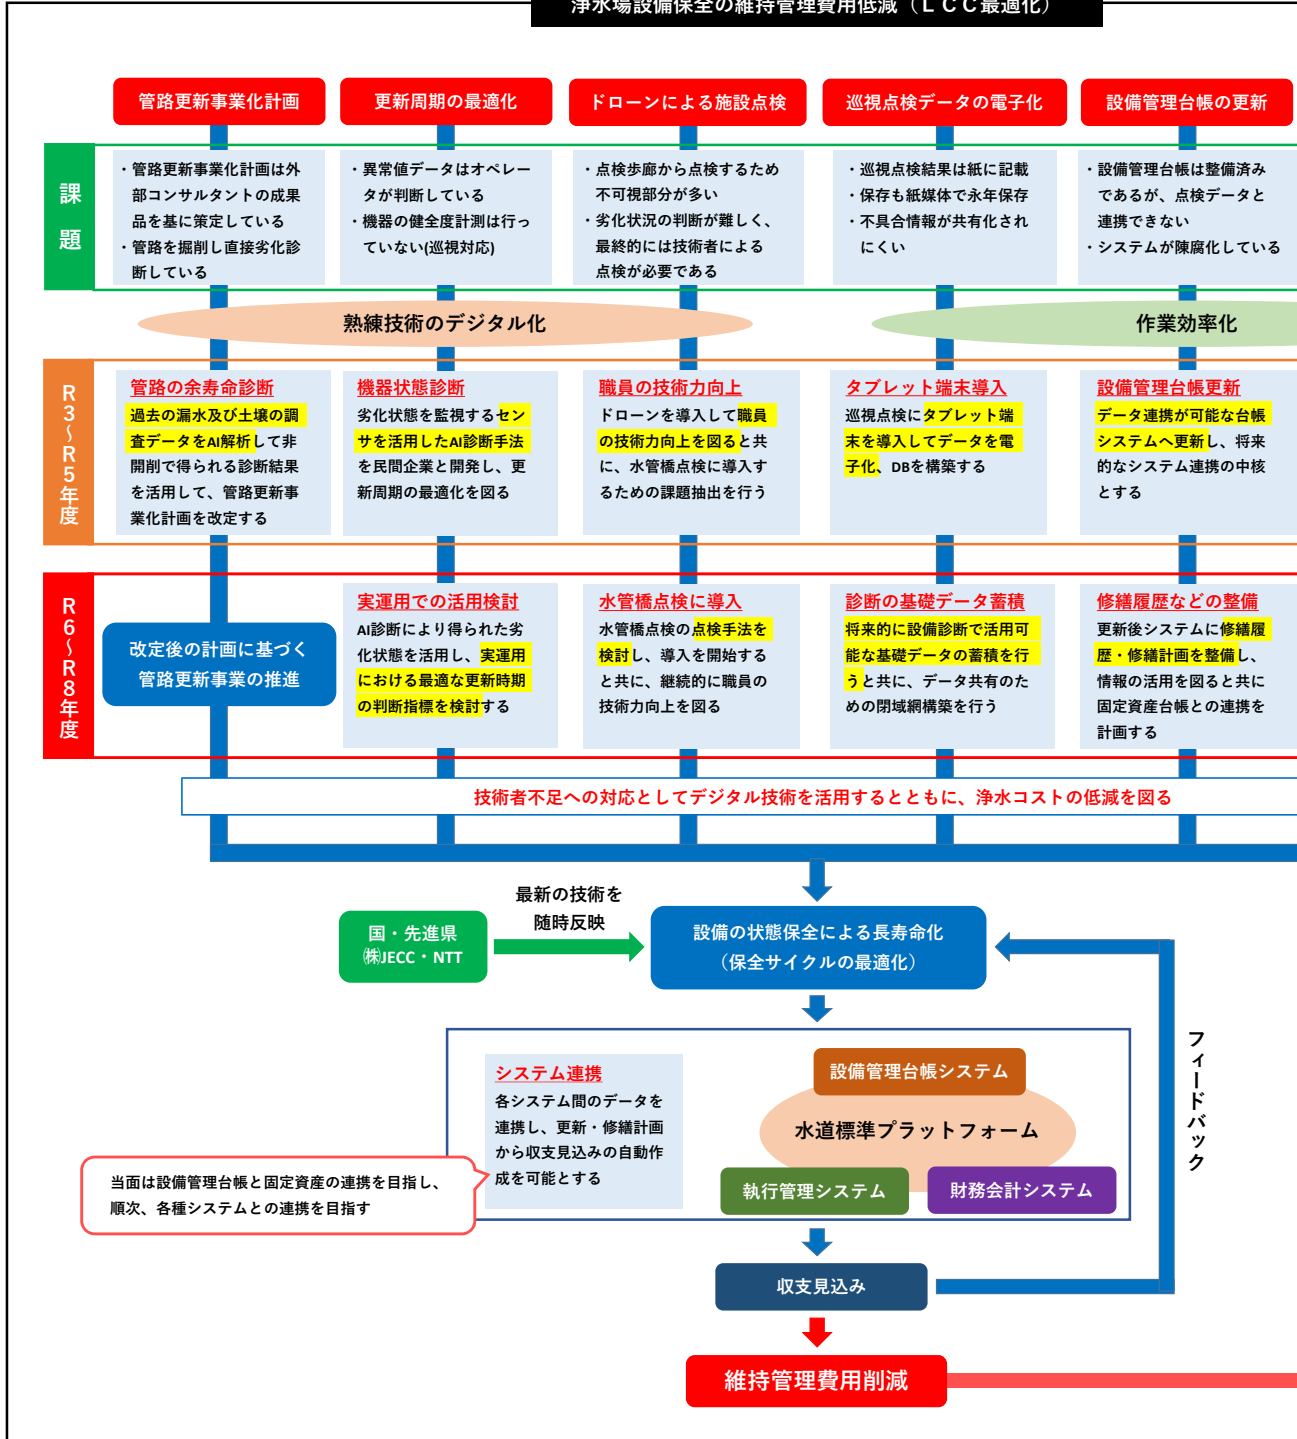 浄水場設備保全の維持管理費用低減（ＬＣＣ最適化）
管路更新事業化計画
更新周期の最適化
ドローンによる施設点検
巡視点検データの電子化
設備管理台帳の更新
課題
・管路更新事業化計画は外
部コンサルタントの成果
品を基に策定している
・管路を掘削し直接劣化診
断している
・異常値データはオペレー
タが判断している
・機器の健全度計測は行っ
ていない(巡視対応)
・点検歩廊から点検するため
不可視部分が多い
・劣化状況の判断が難しく、
最終的には技術者による
点検が必要である
・巡視点検結果は紙に記載
・保存も紙媒体で永年保存
・不具合情報が共有化され
にくい
・設備管理台帳は整備済み
であるが、点検データと
連携できない
・システムが陳腐化している
熟練技術のデジタル化
作業効率化
R3～R5年度
管路の余寿命診断
過去の漏水及び土壌の調
査データをAI解析して非
開削で得られる診断結果
を活用して、管路更新事
業化計画を改定する
機器状態診断
劣化状態を監視するセン
サを活用したAI診断手法
を民間企業と開発し、更
新周期の最適化を図る
職員の技術力向上
ドローンを導入して職員
の技術力向上を図ると共
に、水管橋点検に導入す
るための課題抽出を行う
タブレット端末導入
巡視点検にタブレット端
末を導入してデータを電
子化、DBを構築する
設備管理台帳更新
データ連携が可能な台帳
システムへ更新し、将来
的なシステム連携の中核
とする
R6～R8年度
改定後の計画に基づく
管路更新事業の推進
実運用での活用検討
AI診断により得られた劣
化状態を活用し、実運用
における最適な更新時期
の判断指標を検討する
水管橋点検に導入
水管橋点検の点検手法を
検討し、導入を開始する
と共に、継続的に職員の
技術力向上を図る
診断の基礎データ蓄積
将来的に設備診断で活用可
能な基礎データの蓄積を行
うと共に、データ共有のた
めの閉域網構築を行う
修繕履歴などの整備
更新後システムに修繕履
歴・修繕計画を整備し、
情報の活用を図ると共に
固定資産台帳との連携を
計画する
技術者不足への対応としてデジタル技術を活用するとともに、浄水コストの低減を図る
最新の技術を
随時反映
国・先進県
㈱JECC・NTT
設備の状態保全による長寿命化
（保全サイクルの最適化）
フィードバック
システム連携
各システム間のデータを
連携し、更新・修繕計画
から収支見込みの自動作
成を可能とする
設備管理台帳システム
水道標準プラットフォーム
執行管理システム
財務会計システム
当面は設備管理台帳と固定資産の連携を目指し、
順次、各種システムとの連携を目指す
収支見込み
維持管理費用削減